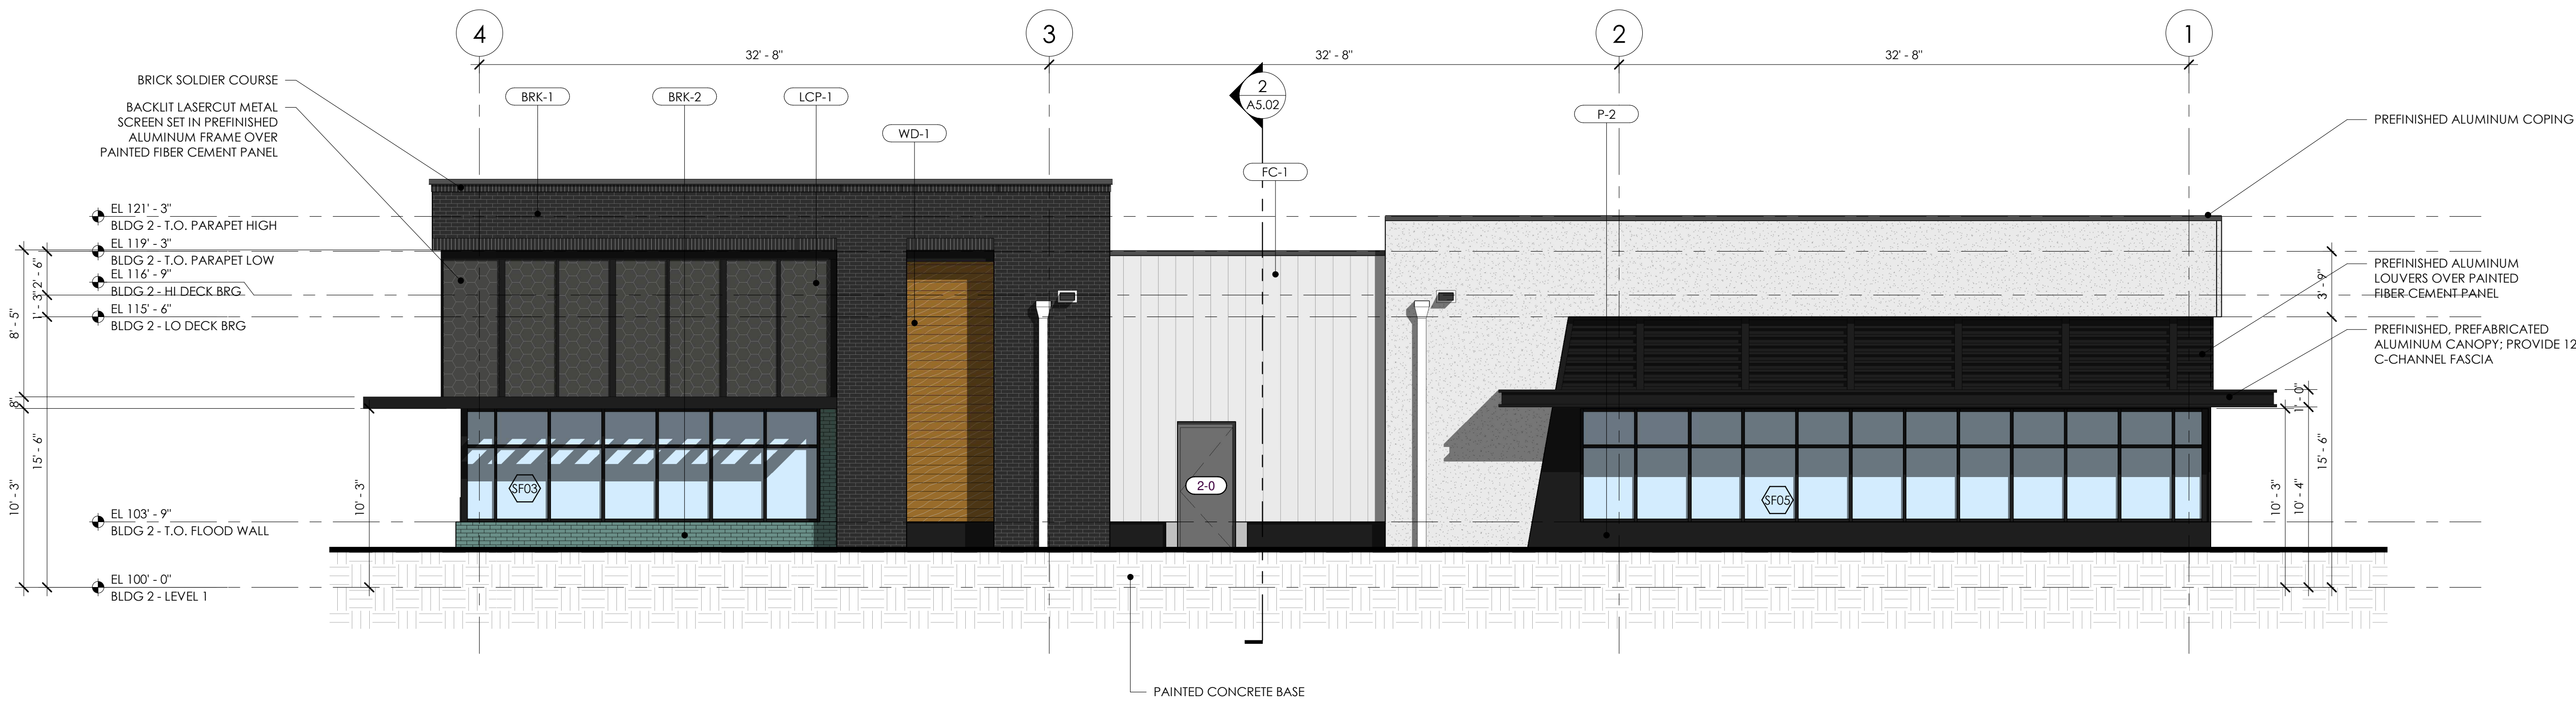 4
3
2
1
32' - 8"
32' - 8"
32' - 8"
BRICK SOLDIER COURSE
BACKLIT LASERCUT METAL
SCREEN SET IN PREFINISHED
ALUMINUM FRAME OVER
PAINTED FIBER CEMENT PANEL
BRK-1
BRK-2
LCP-1
WD-1
2
A5.02
FC-1
P-2
PREFINISHED ALUMINUM COPING
EL 121' - 3"
BLDG 2 - T.O. PARAPET HIGH
EL 119' - 3"
BLDG 2 - T.O. PARAPET LOW
EL 116' - 9"
BLDG 2 - HI DECK BRG
EL 115' - 6"
BLDG 2 - LO DECK BRG
EL 103' - 9"
BLDG 2 - T.O. FLOOD WALL
EL 100' - 0"
BLDG 2 - LEVEL 1
2' - 6"
1' - 3"
8' - 5"
8"
15' - 6"
10' - 3"
10' - 3"
SF03
2-0
SF05
PREFINISHED ALUMINUM
LOUVERS OVER PAINTED
FIBER CEMENT PANEL
PREFINISHED, PREFABRICATED
ALUMINUM CANOPY; PROVIDE 12
C-CHANNEL FASCIA
3' - 9"
1' - 0"
15' - 6"
10' - 3"
10' - 4"
PAINTED CONCRETE BASE